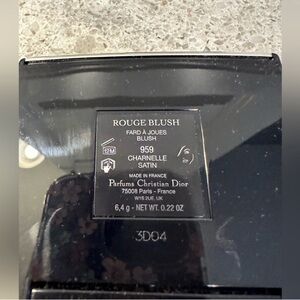 ROUGE BLUSH
FARD À JOUES
BLUSH
12M
959
CHARNELLE
SATIN
MADE IN FRANCE
Parfums Christian Dior
75008 Paris - France
W1S 2UE, UK
6,4 g - NET WT. 0.22 OZ
3D04